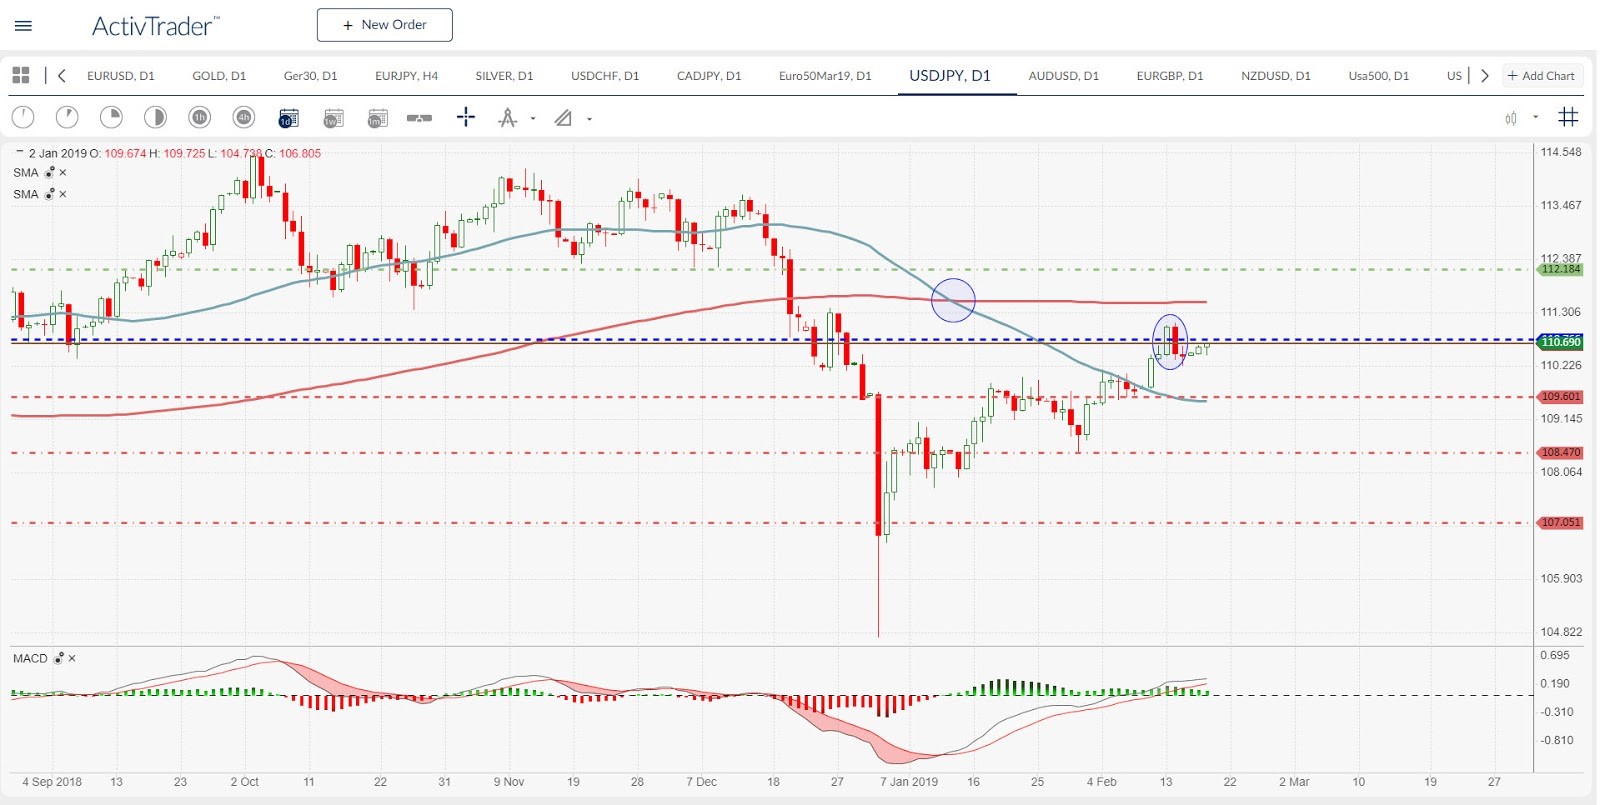 ActivTrader™
+ New Order
EURUSD, D1 GOLD, D1 Ger30, D1 EURJPY, H4 SILVER, D1 USDCHF, D1 CADJPY, D1 Euro50Mar19, D1 USDJPY, D1 AUDUSD, D1 EURGBP, D1 NZDUSD, D1 Usa500, D1 US + Add Chart
1h 4h 1d 1w 1m
2 Jan 2019 O: 109.674 H: 109.725 L: 104.738 C: 106.805
SMA
SMA
114.548
113.467
112.387
112.184
111.306
110.690
110.226
109.601
109.145
108.470
108.064
107.051
105.903
104.822
MACD
0.695
0.190
-0.310
-0.810
4 Sep 2018 13 23 2 Oct 11 22 31 9 Nov 19 28 7 Dec 18 27 7 Jan 2019 16 25 4 Feb 13 22 2 Mar 10 19 27